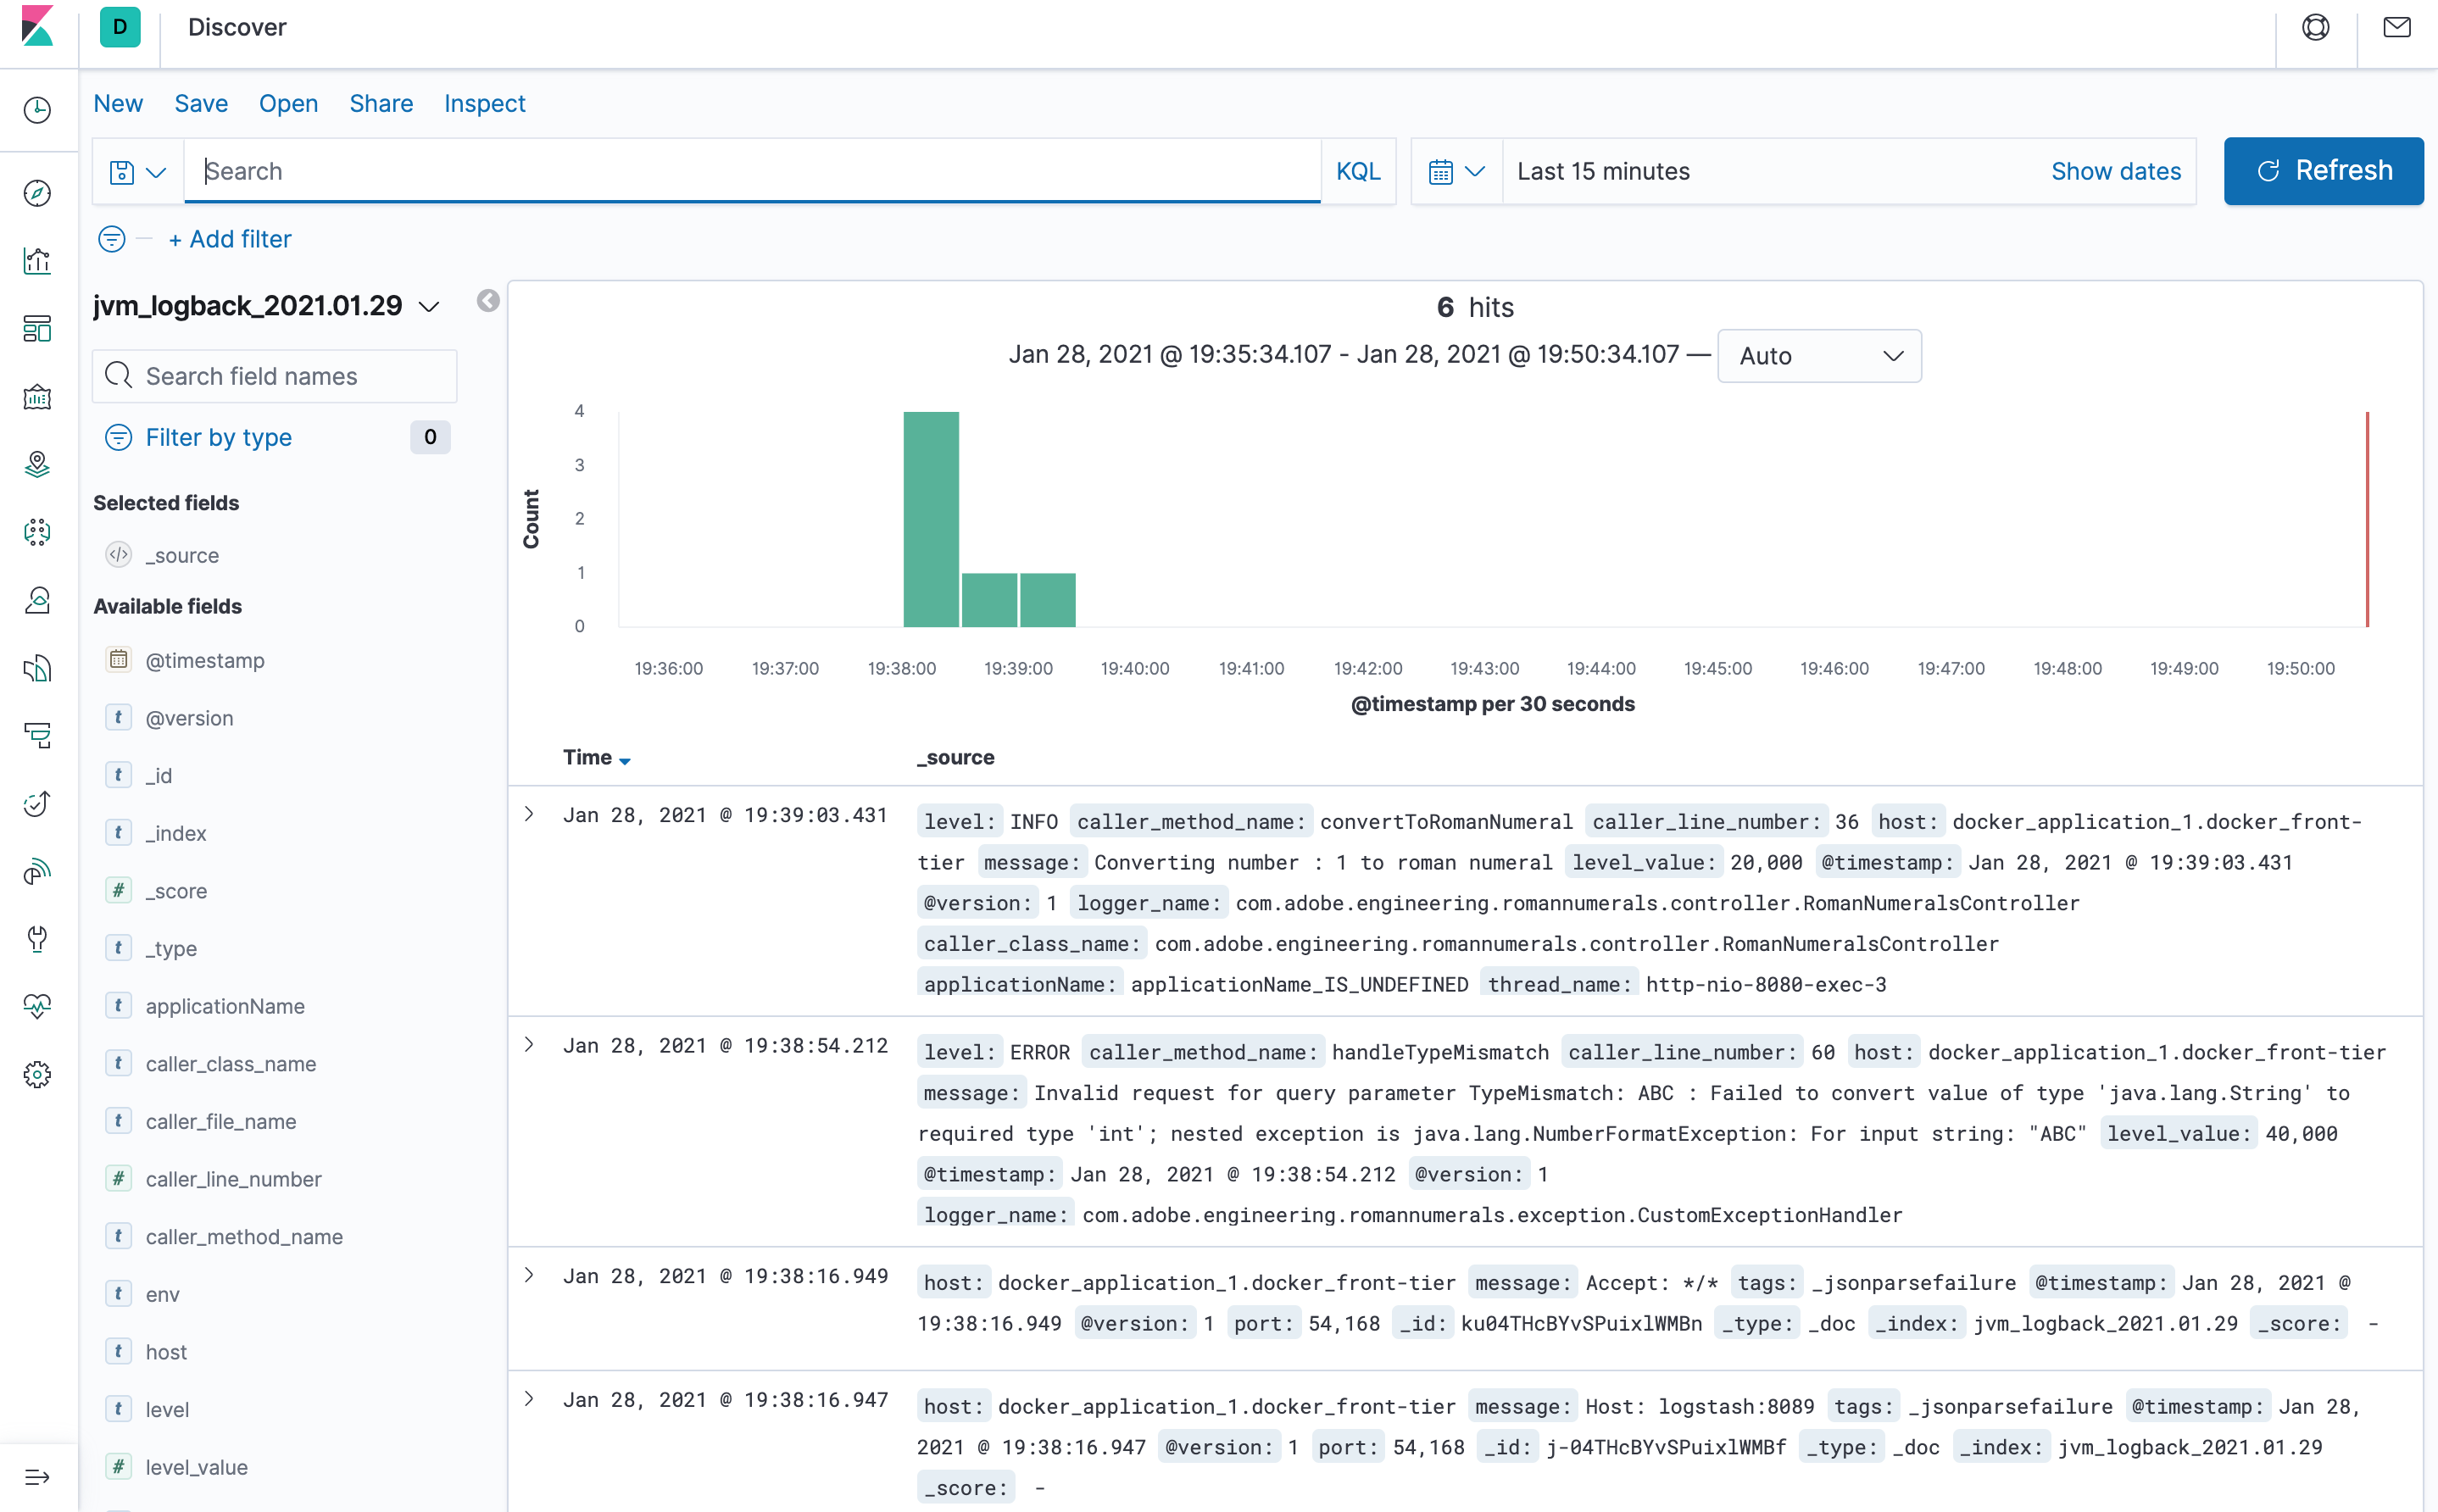 D Discover
New Save Open Share Inspect
Search KQL Last 15 minutes Show dates Refresh
+ Add filter
jvm_logback_2021.01.29
Search field names
Filter by type 0
Selected fields
_source
Available fields
@timestamp
@version
_id
_index
_score
_type
applicationName
caller_class_name
caller_file_name
caller_line_number
caller_method_name
env
host
level
level_value
6 hits
Jan 28, 2021 @ 19:35:34.107 - Jan 28, 2021 @ 19:50:34.107 — Auto
Count
4
3
2
1
0
19:36:00 19:37:00 19:38:00 19:39:00 19:40:00 19:41:00 19:42:00 19:43:00 19:44:00 19:45:00 19:46:00 19:47:00 19:48:00 19:49:00 19:50:00
@timestamp per 30 seconds
Time _source
Jan 28, 2021 @ 19:39:03.431 level: INFO caller_method_name: convertToRomanNumeral caller_line_number: 36 host: docker_application_1.docker_front-
tier message: Converting number : 1 to roman numeral level_value: 20,000 @timestamp: Jan 28, 2021 @ 19:39:03.431
@version: 1 logger_name: com.adobe.engineering.romannumerals.controller.RomanNumeralsController
caller_class_name: com.adobe.engineering.romannumerals.controller.RomanNumeralsController
applicationName: applicationName_IS_UNDEFINED thread_name: http-nio-8080-exec-3
Jan 28, 2021 @ 19:38:54.212 level: ERROR caller_method_name: handleTypeMismatch caller_line_number: 60 host: docker_application_1.docker_front-tier
message: Invalid request for query parameter TypeMismatch: ABC : Failed to convert value of type 'java.lang.String' to
required type 'int'; nested exception is java.lang.NumberFormatException: For input string: "ABC" level_value: 40,000
@timestamp: Jan 28, 2021 @ 19:38:54.212 @version: 1
logger_name: com.adobe.engineering.romannumerals.exception.CustomExceptionHandler
Jan 28, 2021 @ 19:38:16.949 host: docker_application_1.docker_front-tier message: Accept: */* tags: _jsonparsefailure @timestamp: Jan 28, 2021 @
19:38:16.949 @version: 1 port: 54,168 _id: ku04THcBYvSPuixlWMBn _type: _doc _index: jvm_logback_2021.01.29 _score: -
Jan 28, 2021 @ 19:38:16.947 host: docker_application_1.docker_front-tier message: Host: logstash:8089 tags: _jsonparsefailure @timestamp: Jan 28,
2021 @ 19:38:16.947 @version: 1 port: 54,168 _id: j-04THcBYvSPuixlWMBf _type: _doc _index: jvm_logback_2021.01.29
_score: -